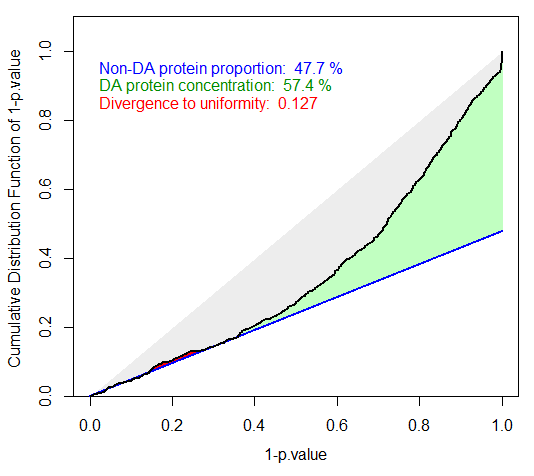 Non-DA protein proportion:  47.7 %
DA protein concentration:  57.4 %
Divergence to uniformity:  0.127
Cumulative Distribution Function of 1-p.value
1.0
0.8
0.6
0.4
0.2
0.0
0.0 0.2 0.4 0.6 0.8 1.0
1-p.value